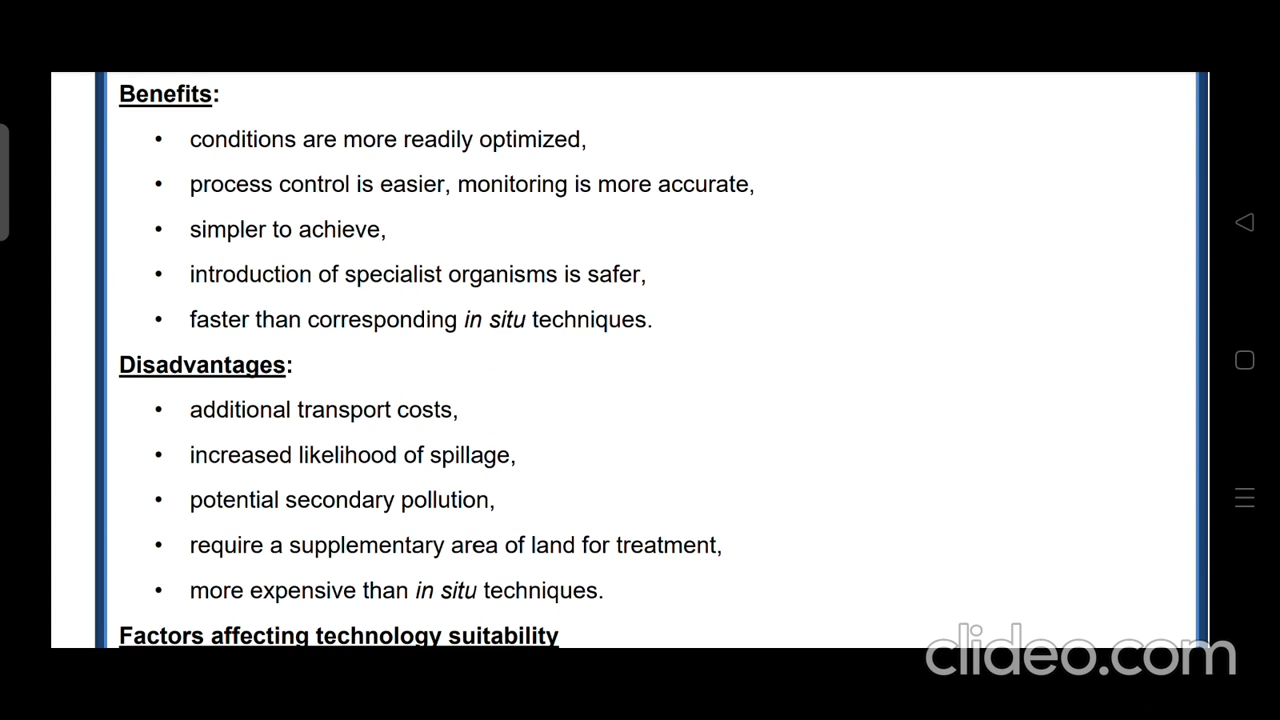 Benefits:
• conditions are more readily optimized,
• process control is easier, monitoring is more accurate,
• simpler to achieve,
• introduction of specialist organisms is safer,
• faster than corresponding in situ techniques.
Disadvantages:
• additional transport costs,
• increased likelihood of spillage,
• potential secondary pollution,
• require a supplementary area of land for treatment,
• more expensive than in situ techniques.
Factors affecting technology suitability
clideo.com